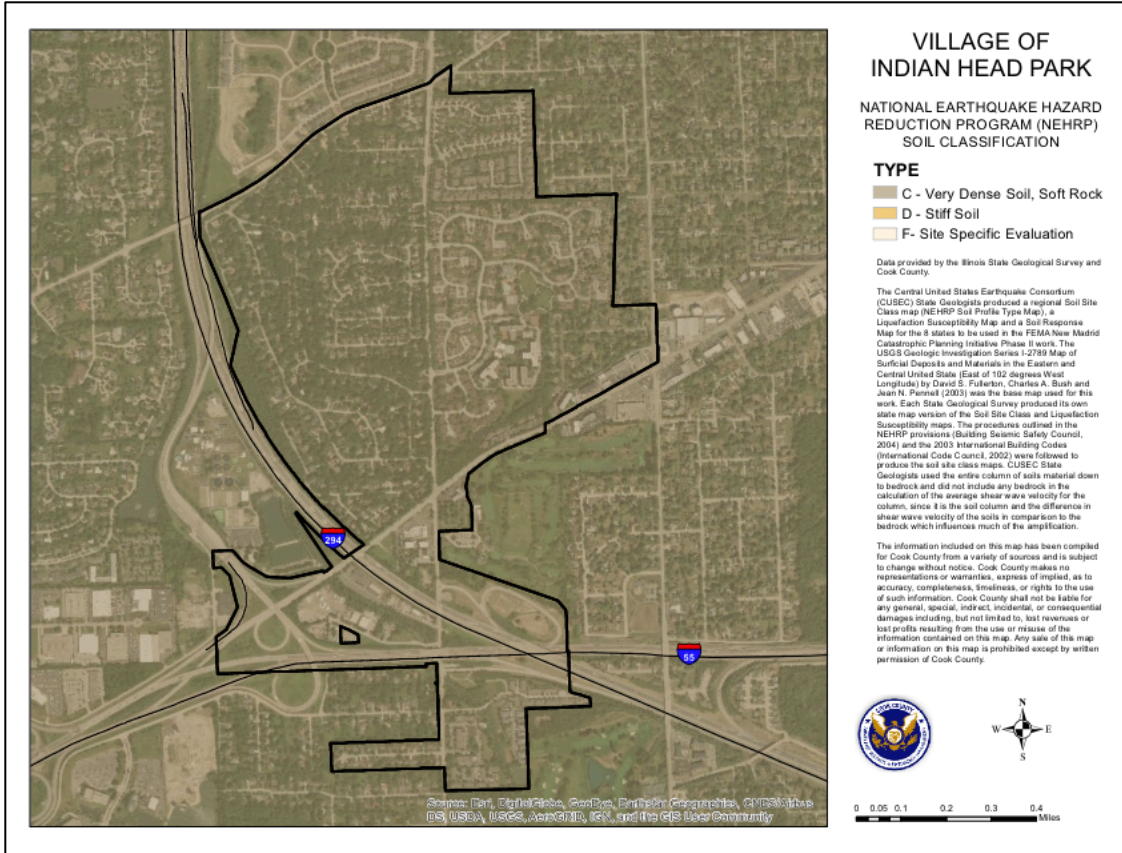 VILLAGE OF
INDIAN HEAD PARK
NATIONAL EARTHQUAKE HAZARD
REDUCTION PROGRAM (NEHRP)
SOIL CLASSIFICATION
TYPE
C - Very Dense Soil, Soft Rock
D - Stiff Soil
F- Site Specific Evaluation
Data provided by the Illinois State Geological Survey and
Cook County.
The Central United States Earthquake Consortium
(CUSEC) State Geologists produced a regional Soil Site
Class map (NEHRP Soil Profile Type Map), a
Liquefaction Susceptibility Map and a Soil Response
Map for the 8 states to be used in the FEMA New Madrid
Catastrophic Planning Initiative Phase II work. The
USGS Geologic Investigation Series I-2789 Map of
Surficial Deposits and Materials in the Eastern and
Central United State (East of 102 degrees West
Longitude) by David S. Fullerton, Charles A. Bush and
Jean N. Pennell (2003) was the base map used for this
work. Each State Geological Survey produced its own
state map version of the Soil Site Class and Liquefaction
Susceptibility maps. The procedures outlined in the
NEHRP provisions (Building Seismic Safety Council,
2004) and the 2003 International Building Codes
(International Code Council, 2002) were followed to
produce the soil site class maps. CUSEC State
Geologists used the entire column of soils material down
to bedrock and did not include any bedrock in the
calculation of the average shear wave velocity for the
column, since it is the soil column and the difference in
shear wave velocity of the soils in comparison to the
bedrock which influences much of the amplification.
The information included on this map has been compiled
for Cook County from a variety of sources and is subject
to change without notice. Cook County makes no
representations or warranties, express of implied, as to
accuracy, completeness, timeliness, or rights to the use
of such information. Cook County shall not be liable for
any general, special, indirect, incidental, or consequential
damages including, but not limited to, lost revenues or
lost profits resulting from the use or misuse of the
information contained on this map. Any sale of this map
or information on this map is prohibited except by written
permission of Cook County.
294
55
N
W E
S
0 0.05 0.1 0.2 0.3 0.4
Miles
Source: Esri, DigitalGlobe, GeoEye, Earthstar Geographics, CNES/Airbus
DS, USDA, USGS, AeroGRID, IGN, and the GIS User Community